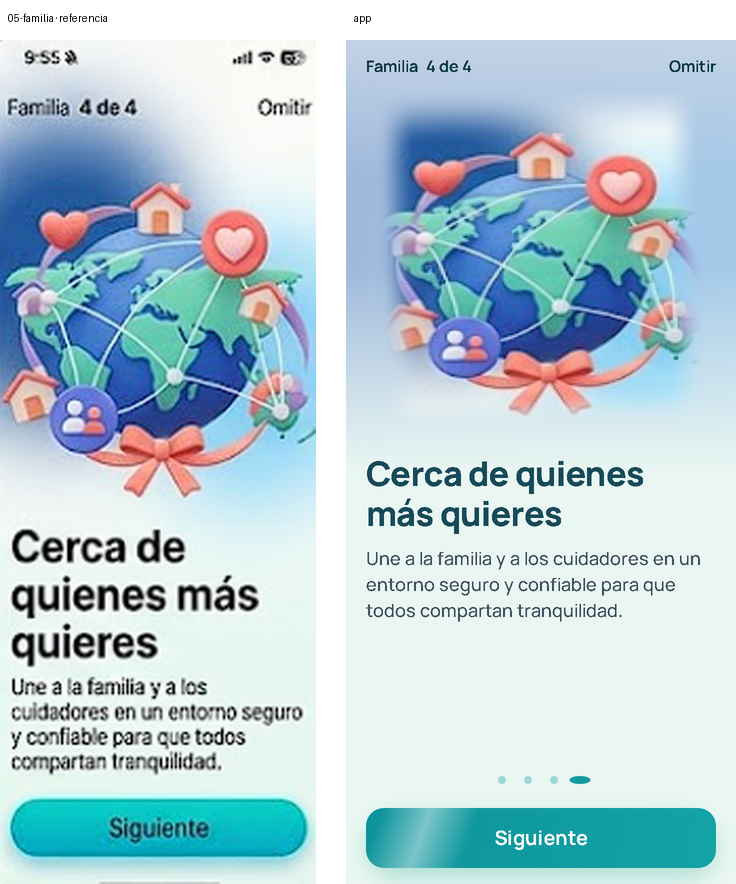 05-familia·referencia
9:55
Familia 4 de 4
Omitir
Cerca de
quienes más
quieres
Une a la familia y a los
cuidadores en un entorno seguro
y confiable para que todos
compartan tranquilidad.
Siguiente
app
Familia 4 de 4
Omitir
Cerca de quienes
más quieres
Une a la familia y a los cuidadores en un
entorno seguro y confiable para que
todos compartan tranquilidad.
Siguiente